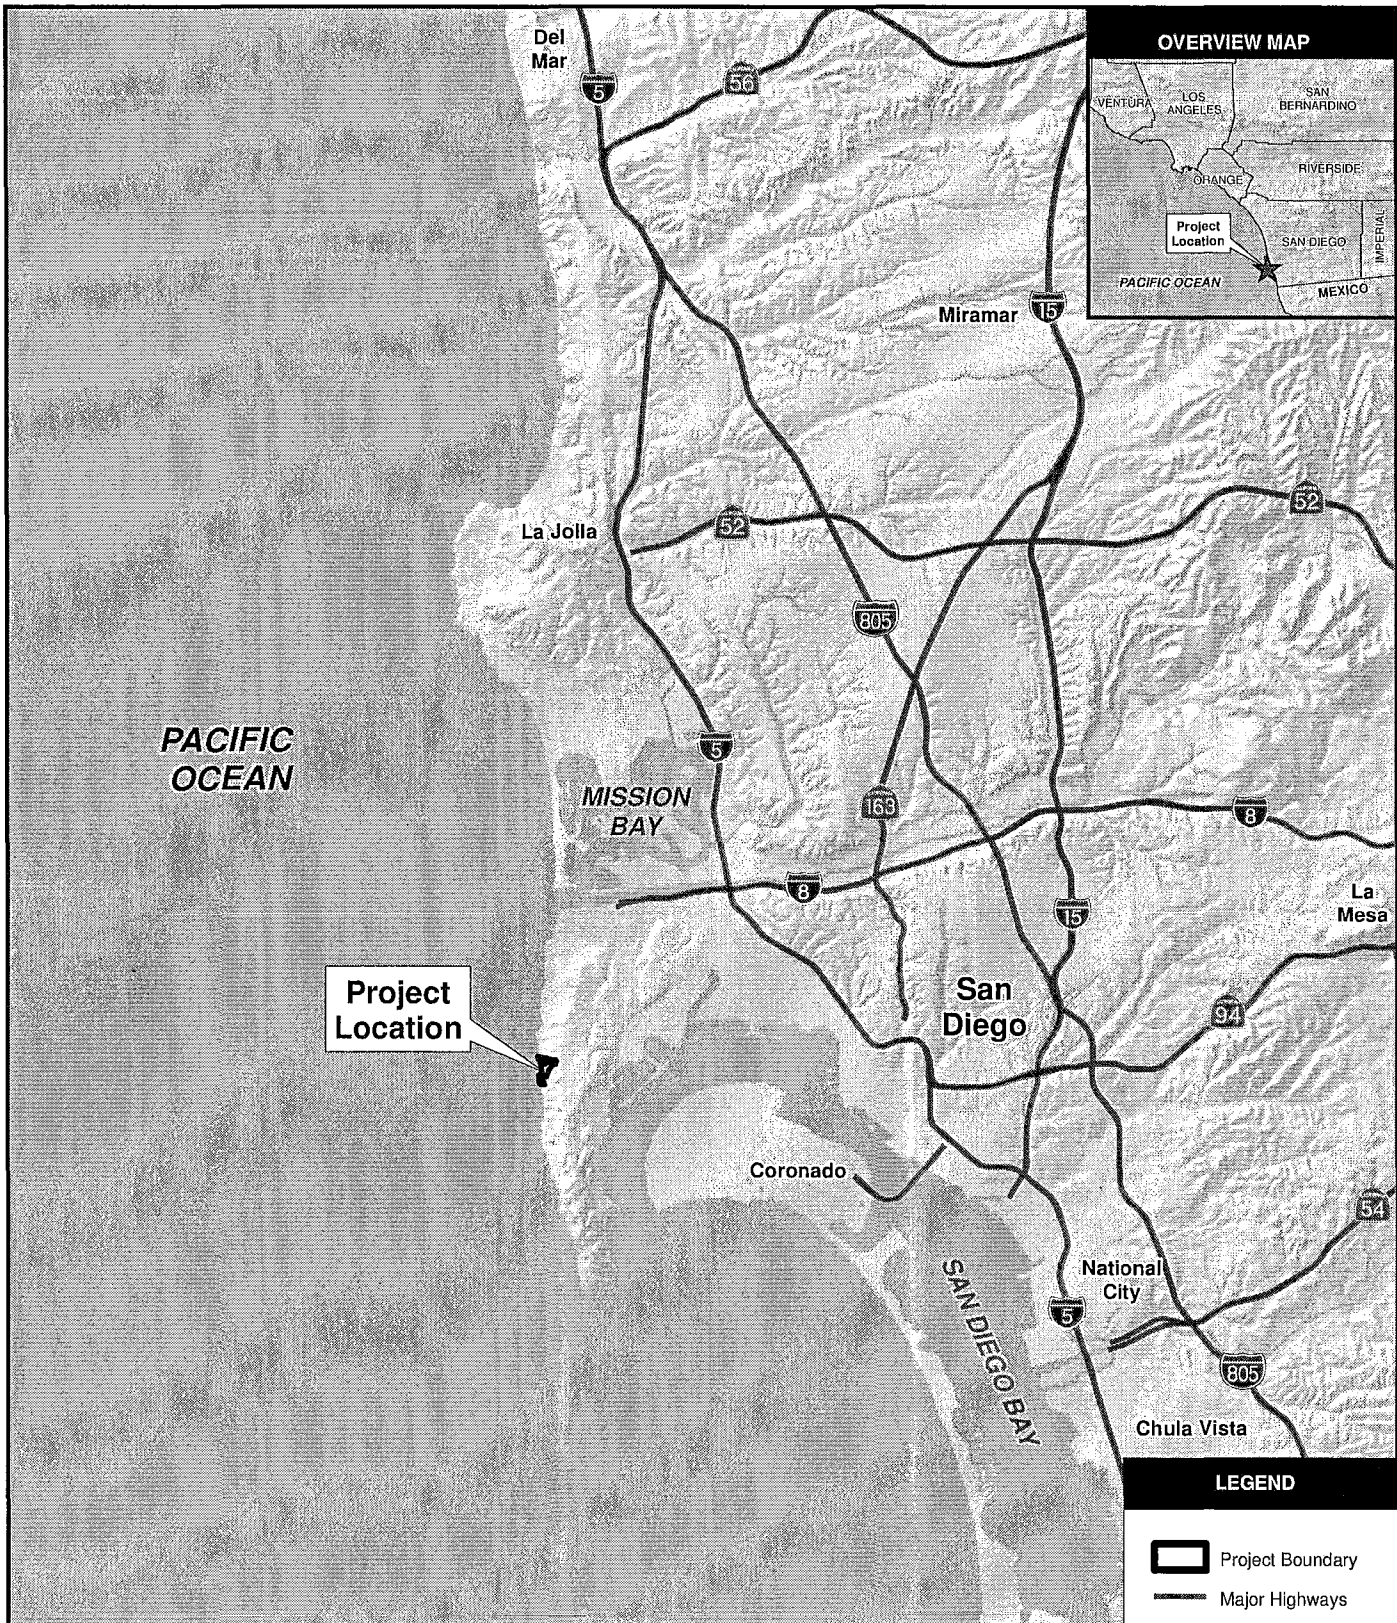 Del
Mar
5
56
OVERVIEW MAP
VENTURA
LOS
ANGELES
SAN
BERNARDINO
RIVERSIDE
ORANGE
Project
Location
SAN DIEGO
IMPERIAL
PACIFIC OCEAN
MEXICO
Miramar
15
La Jolla
52
52
805
PACIFIC
OCEAN
5
MISSION
BAY
163
8
8
La
Mesa
15
Project
Location
San
Diego
94
Coronado
54
SAN DIEGO BAY
National
City
5
805
Chula Vista
LEGEND
Project Boundary
Major Highways